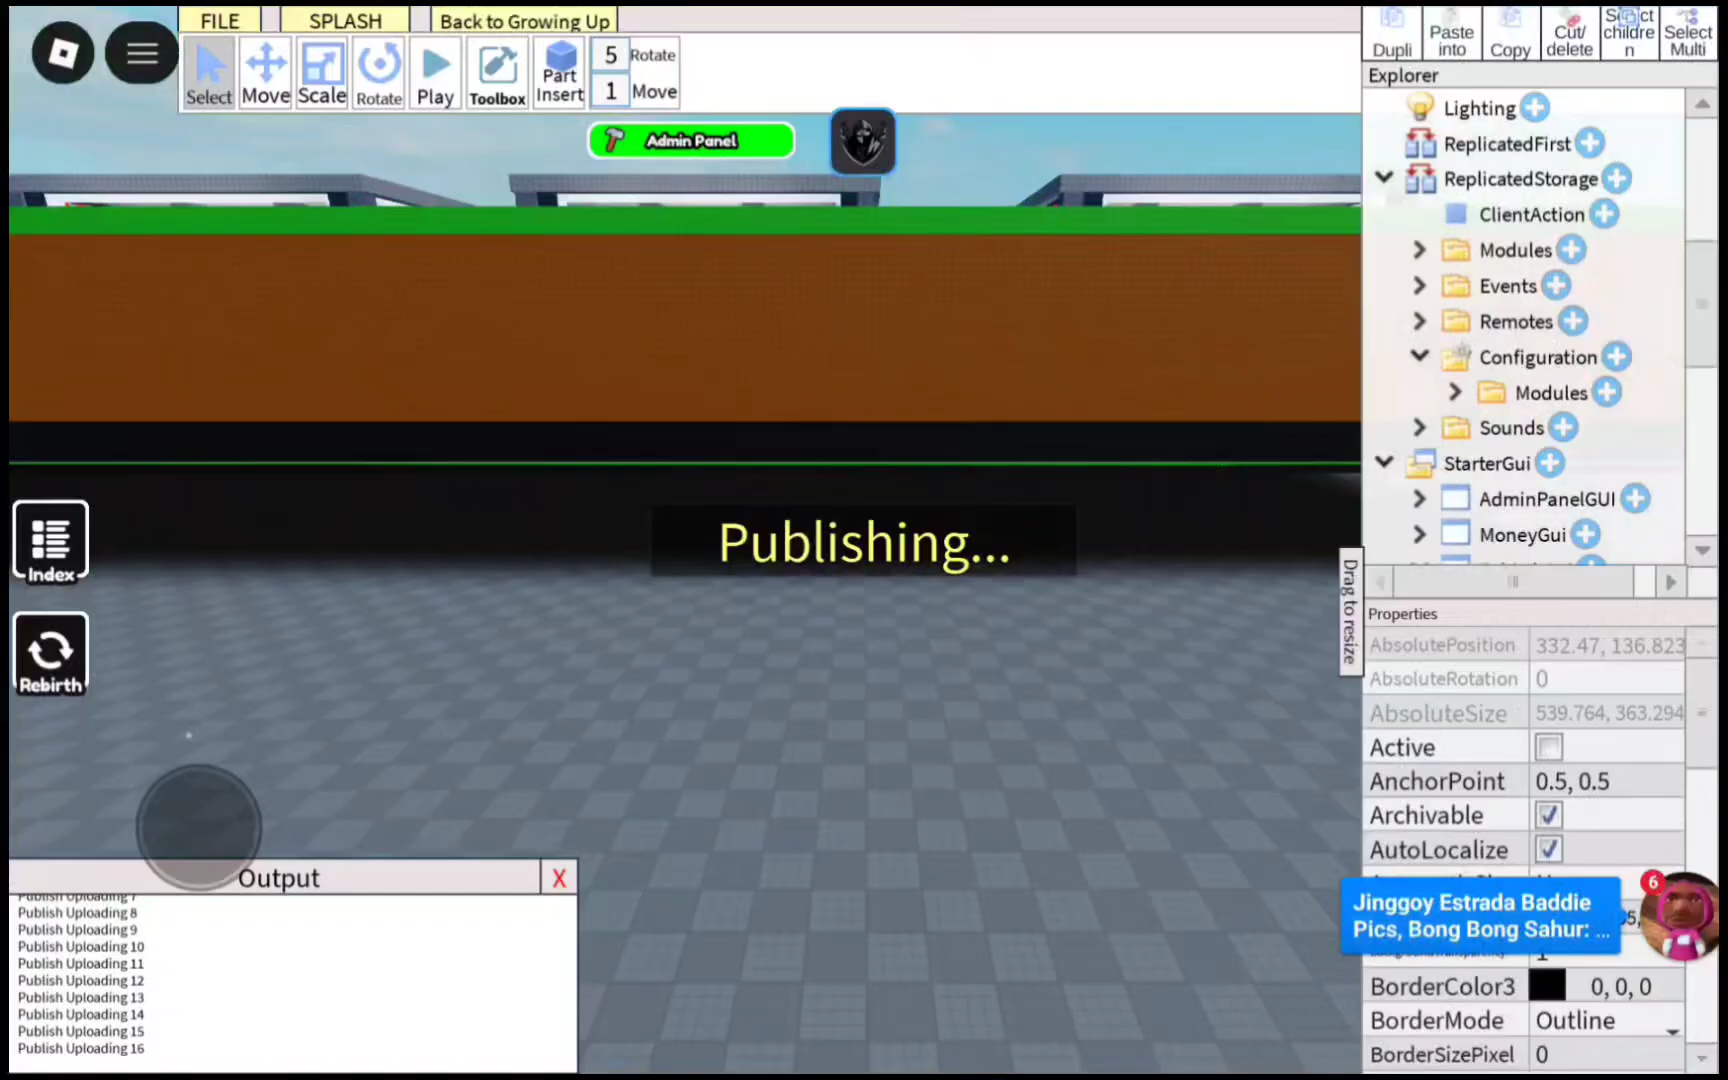 FILE
SPLASH
Back to Growing Up
Select
Move
Scale
Rotate
Play
Toolbox
Part
Insert
5 Rotate
1 Move
Admin Panel
Index
Rebirth
Publishing...
Output X
Publish Uploading 7
Publish Uploading 8
Publish Uploading 9
Publish Uploading 10
Publish Uploading 11
Publish Uploading 12
Publish Uploading 13
Publish Uploading 14
Publish Uploading 15
Publish Uploading 16
Dupli
Paste
into
Copy
Cut/
delete
childre
n
Select
Multi
Explorer
Lighting
ReplicatedFirst
ReplicatedStorage
ClientAction
Modules
Events
Remotes
Configuration
Modules
Sounds
StarterGui
AdminPanelGUI
MoneyGui
Drag to resize
Properties
AbsolutePosition 332.47, 136.823
AbsoluteRotation 0
AbsoluteSize 539.764, 363.294
Active
AnchorPoint 0.5, 0.5
Archivable
AutoLocalize
6
Jinggoy Estrada Baddie
Pics, Bong Bong Sahur: ...
BorderColor3 0, 0, 0
BorderMode Outline
BorderSizePixel 0